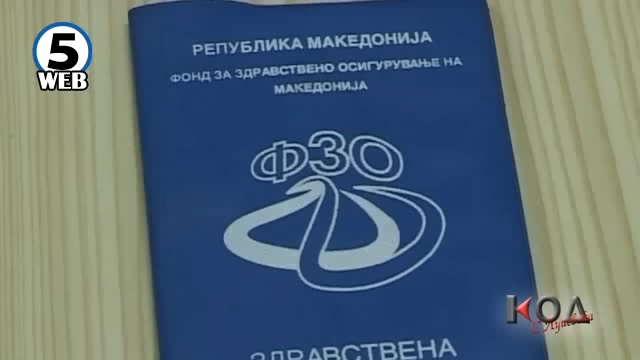 5
WEB
РЕПУБЛИКА МАКЕДОНИЈА
ФОНД ЗА ЗДРАВСТВЕНО ОСИГУРУВАЊЕ НА
МАКЕДОНИЈА
ФЗО
ЗДРАВСТВЕНА
КОД